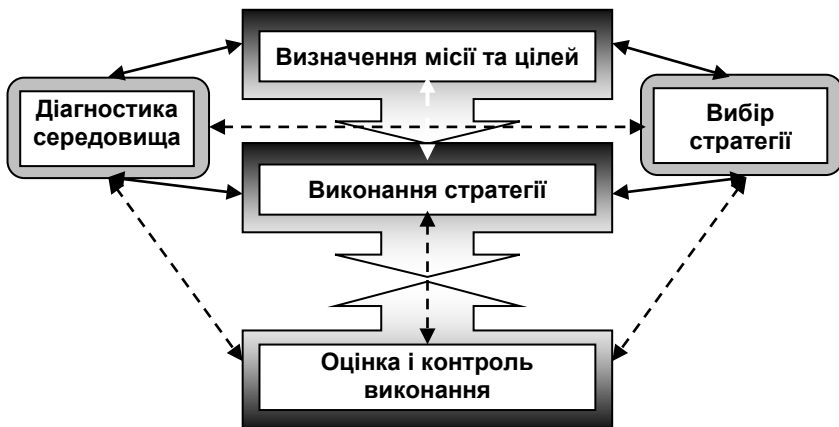 Визначення місії та цілей
Діагностика
середовища
Вибір
стратегії
Виконання стратегії
Оцінка і контроль
виконання